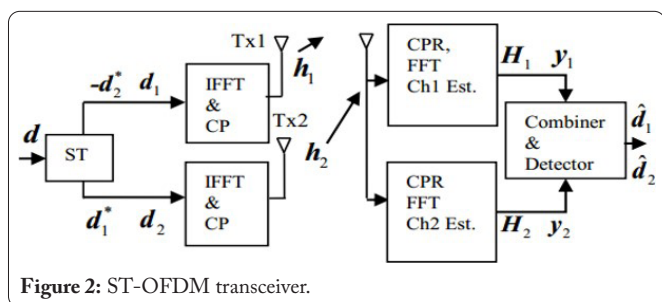 Tx1
-d₂* d₁
IFFT
&
CP
h₁
d
ST
Tx2
d₁* d₂
IFFT
&
CP
h₂
CPR,
FFT
Ch1 Est.
H₁ y₁
Combiner
&
Detector
d̂₁
d̂₂
CPR
FFT
Ch2 Est.
H₂ y₂
Figure 2: ST-OFDM transceiver.